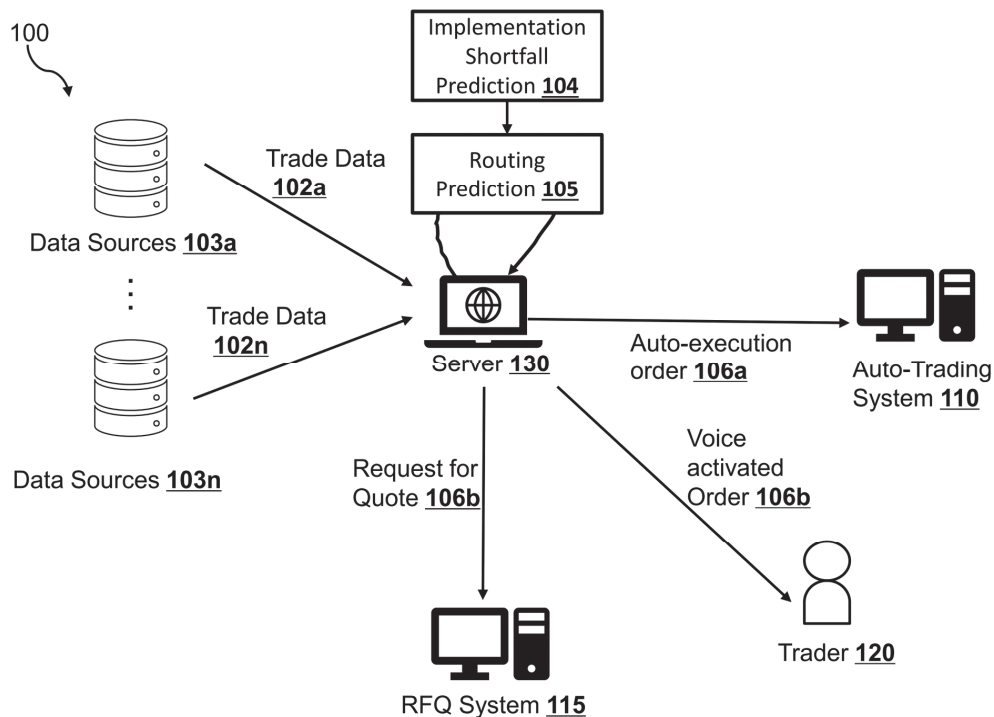 100
Implementation
Shortfall
Prediction 104
Routing
Prediction 105
Trade Data
102a
Data Sources 103a
Trade Data
102n
Data Sources 103n
Server 130
Auto-execution
order 106a
Auto-Trading
System 110
Request for
Quote 106b
Voice
activated
Order 106b
Trader 120
RFQ System 115